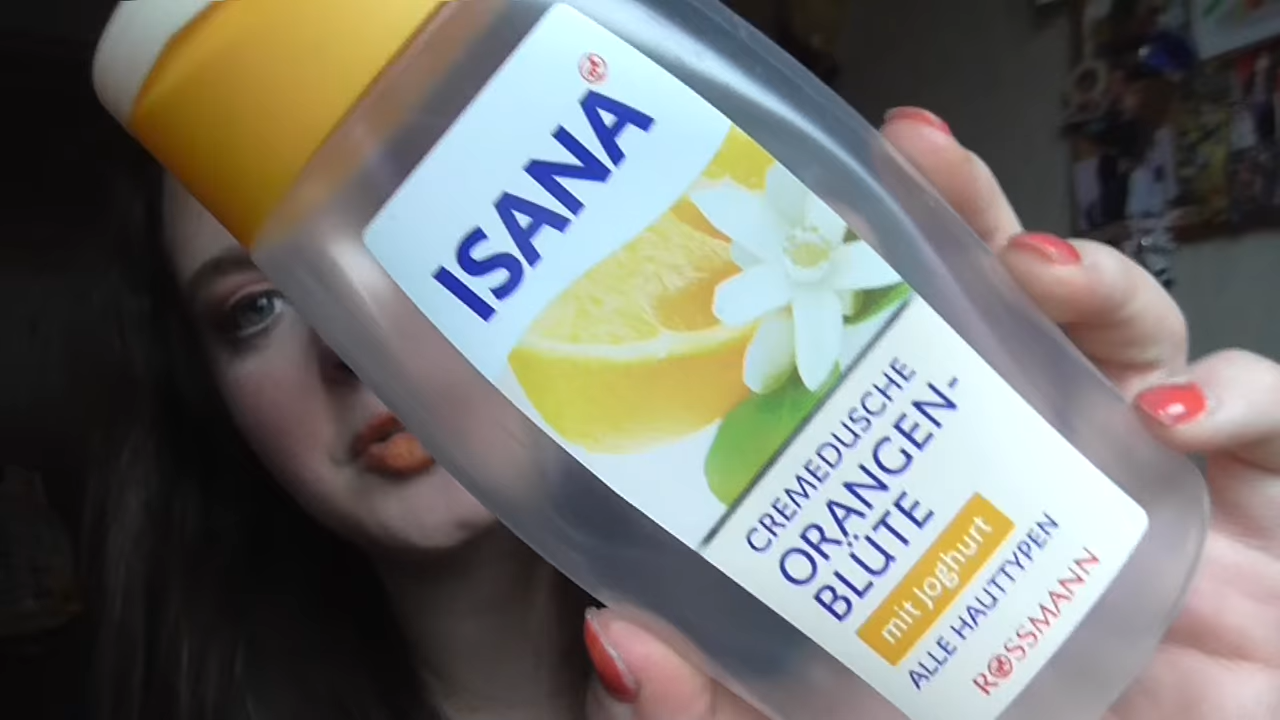 ISANA
CREMEDUSCHE
ORANGEN-
BLÜTE
mit Joghurt
ALLE HAUTTYPEN
ROSSMANN